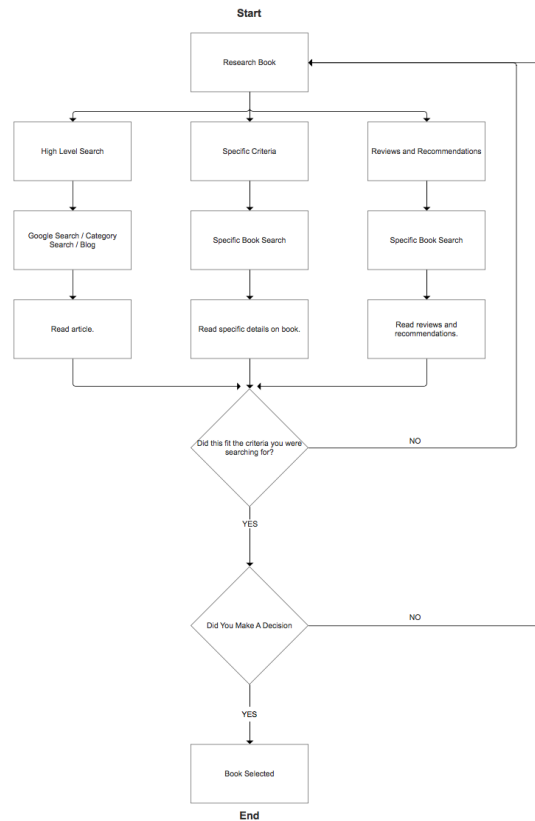 Start
Research Book
High Level Search
Specific Criteria
Reviews and Recommendations
Google Search / Category
Search / Blog
Specific Book Search
Specific Book Search
Read article.
Read specific details on book.
Read reviews and
recommendations.
Did this fit the criteria you were
searching for?
NO
YES
Did You Make A Decision
NO
YES
Book Selected
End